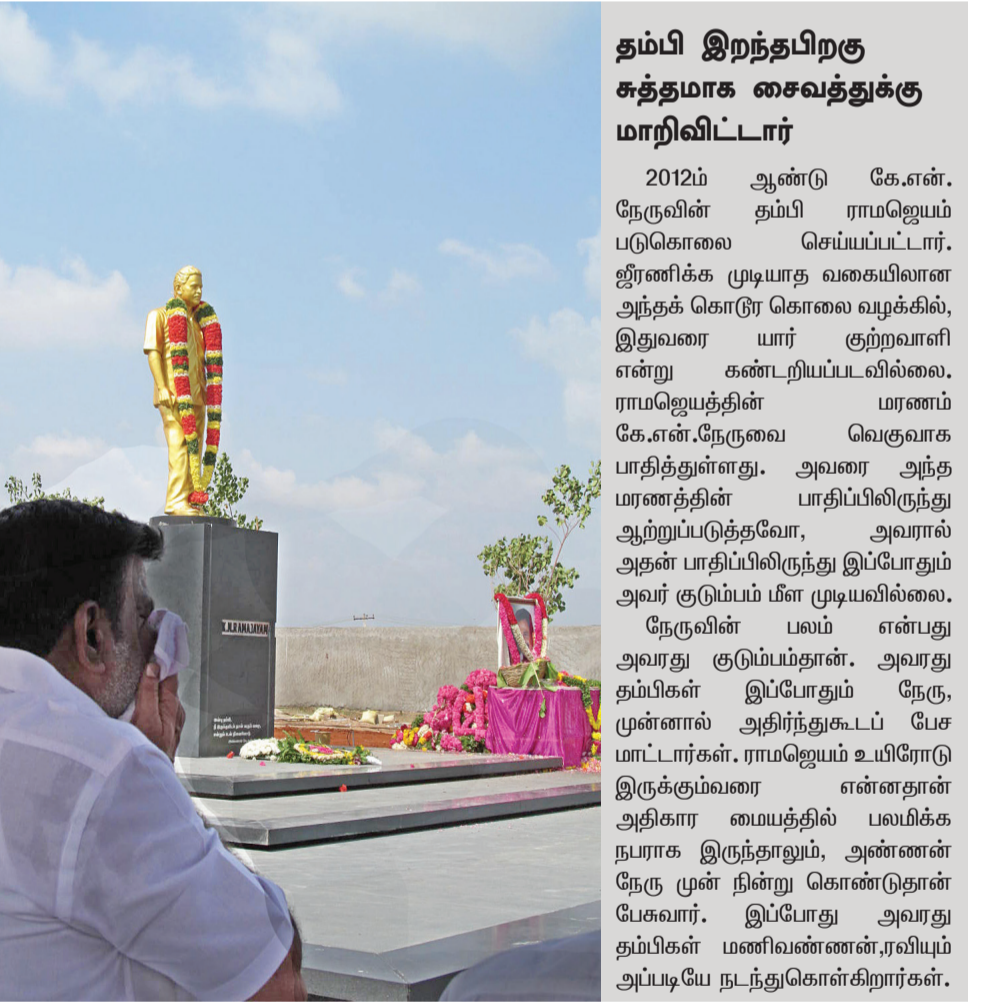 தம்பி இறந்தபிறகு
சுத்தமாக சைவத்துக்கு
மாறிவிட்டார்
2012ம் ஆண்டு கே.என்.
நேருவின் தம்பி ராமஜெயம்
படுகொலை செய்யப்பட்டார்.
ஜீரணிக்க முடியாத வகையிலான
அந்தக் கொடூர கொலை வழக்கில்,
இதுவரை யார் குற்றவாளி
என்று கண்டறியப்படவில்லை.
ராமஜெயத்தின் மரணம்
கே.என்.நேருவை வெகுவாக
பாதித்துள்ளது. அவரை அந்த
மரணத்தின் பாதிப்பிலிருந்து
ஆற்றுப்படுத்தவோ, அவரால்
அதன் பாதிப்பிலிருந்து இப்போதும்
அவர் குடும்பம் மீள முடியவில்லை.
நேருவின் பலம் என்பது
அவரது குடும்பம்தான். அவரது
தம்பிகள் இப்போதும் நேரு,
முன்னால் அதிர்ந்துகூடப் பேச
மாட்டார்கள். ராமஜெயம் உயிரோடு
இருக்கும்வரை என்னதான்
அதிகார மையத்தில் பலமிக்க
நபராக இருந்தாலும், அண்ணன்
நேரு முன் நின்று கொண்டுதான்
பேசுவார். இப்போது அவரது
தம்பிகள் மணிவண்ணன்,ரவியும்
அப்படியே நடந்துகொள்கிறார்கள்.
K.N.RAMAJAYAM